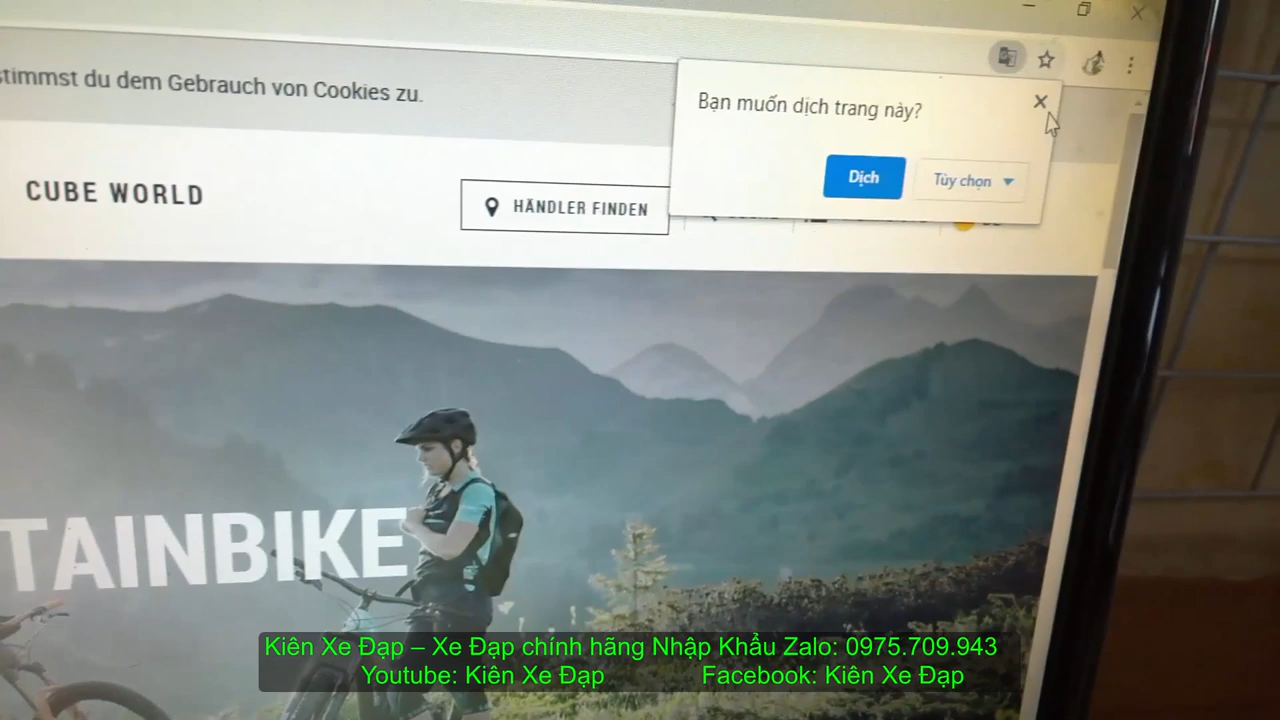 stimmst du dem Gebrauch von Cookies zu.
Bạn muốn dịch trang này?
Dịch
Tùy chọn
CUBE WORLD
HÄNDLER FINDEN
TAINBIKE
Kiên Xe Đạp – Xe Đạp chính hãng Nhập Khẩu Zalo: 0975.709.943
Youtube: Kiên Xe Đạp Facebook: Kiên Xe Đạp